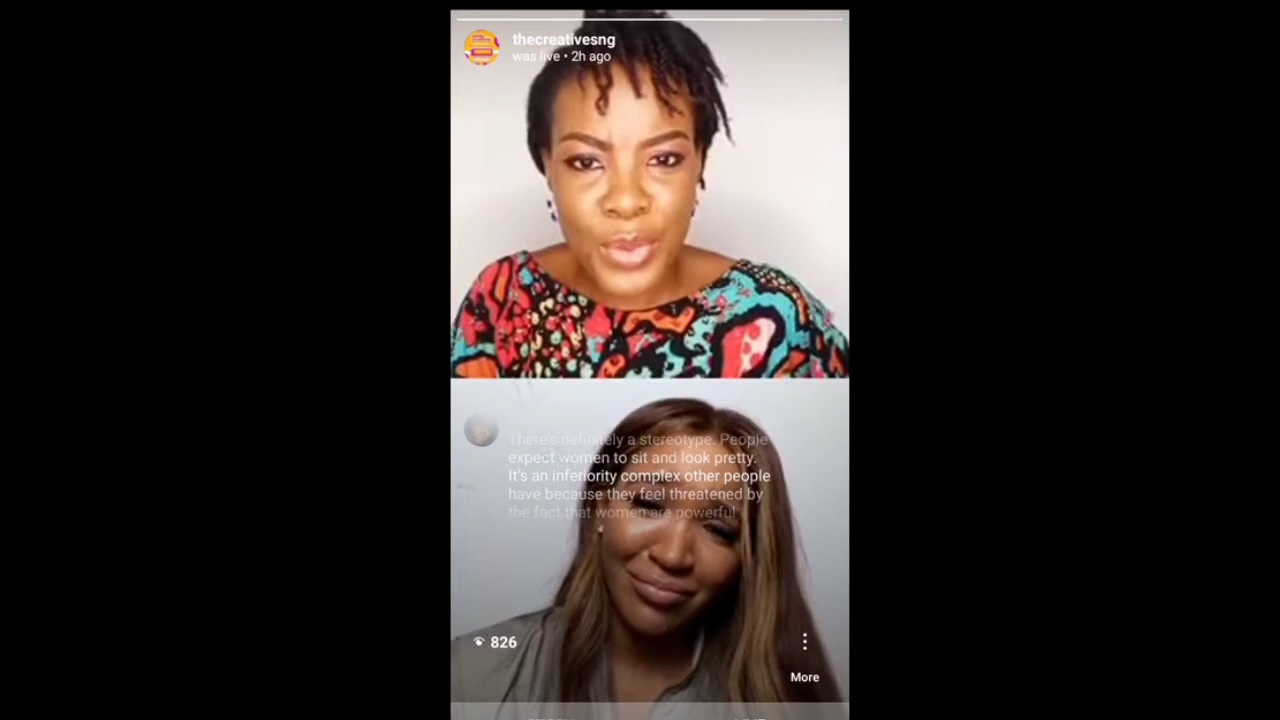 thecreativesng
was live • 2h ago
There's definitely a stereotype. People
expect women to sit and look pretty.
It's an inferiority complex other people
have because they feel threatened by
the fact that women are powerful
826
More